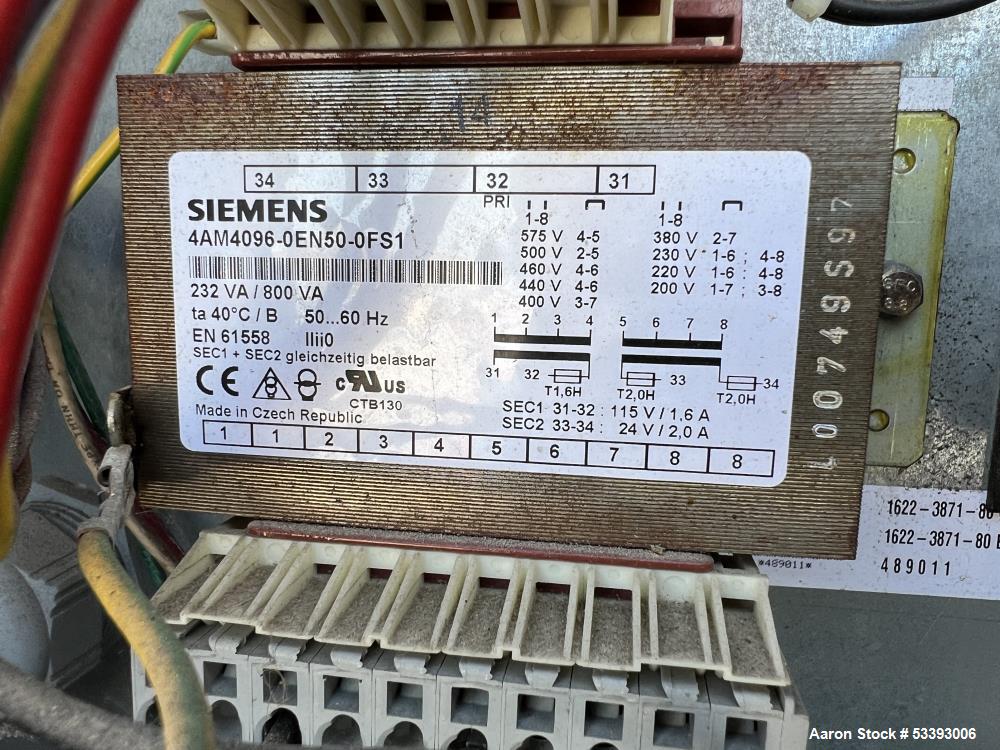 14
34 33 32 31
SIEMENS
4AM4096-0EN50-0FS1
232 VA / 800 VA
ta 40°C / B 50...60 Hz
EN 61558 IIii0
SEC1 + SEC2 gleichzeitig belastbar
CE
c US
CTB130
Made in Czech Republic
PRI
1-8 1-8
575 V 4-5 380 V 2-7
500 V 2-5 230 V 1-6 ; 4-8
460 V 4-6 220 V 1-6 ; 4-8
440 V 4-6 200 V 1-7 ; 3-8
400 V 3-7
1 2 3 4 5 6 7 8
31 32 33 34
T1,6H T2,0H T2,0H
SEC1 31-32 : 115 V / 1,6 A
SEC2 33-34 : 24 V / 2,0 A
1 1 2 3 4 5 6 7 8 8
L007749S97
1622-3871-80
1622-3871-80
489011
*489011*
Aaron Stock # 53393006